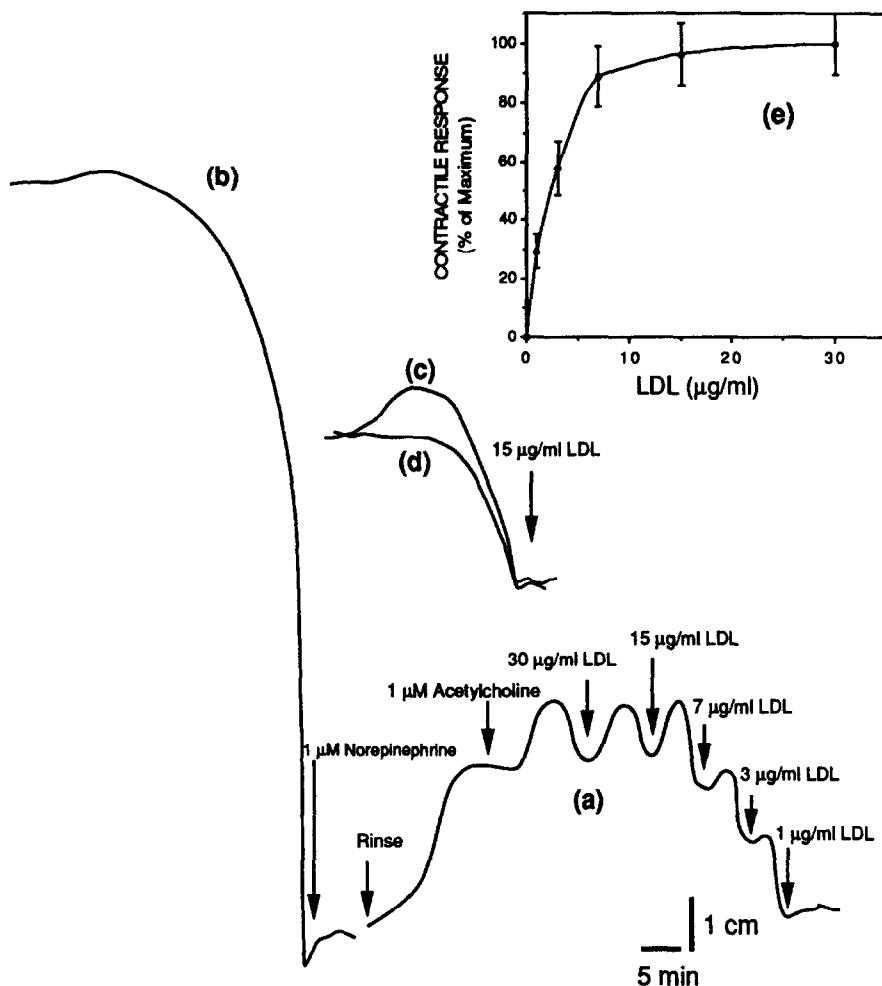 CONTRACTILE RESPONSE
(% of Maximum)
100
80
60
40
20
0
0
10
20
30
LDL (μg/ml)
(e)
(b)
(c)
(d)
15 μg/ml LDL
30 μg/ml LDL
15 μg/ml LDL
1 μM Acetylcholine
7 μg/ml LDL
1 μM Norepinephrine
3 μg/ml LDL
(a)
Rinse
1 μg/ml LDL
1 cm
5 min